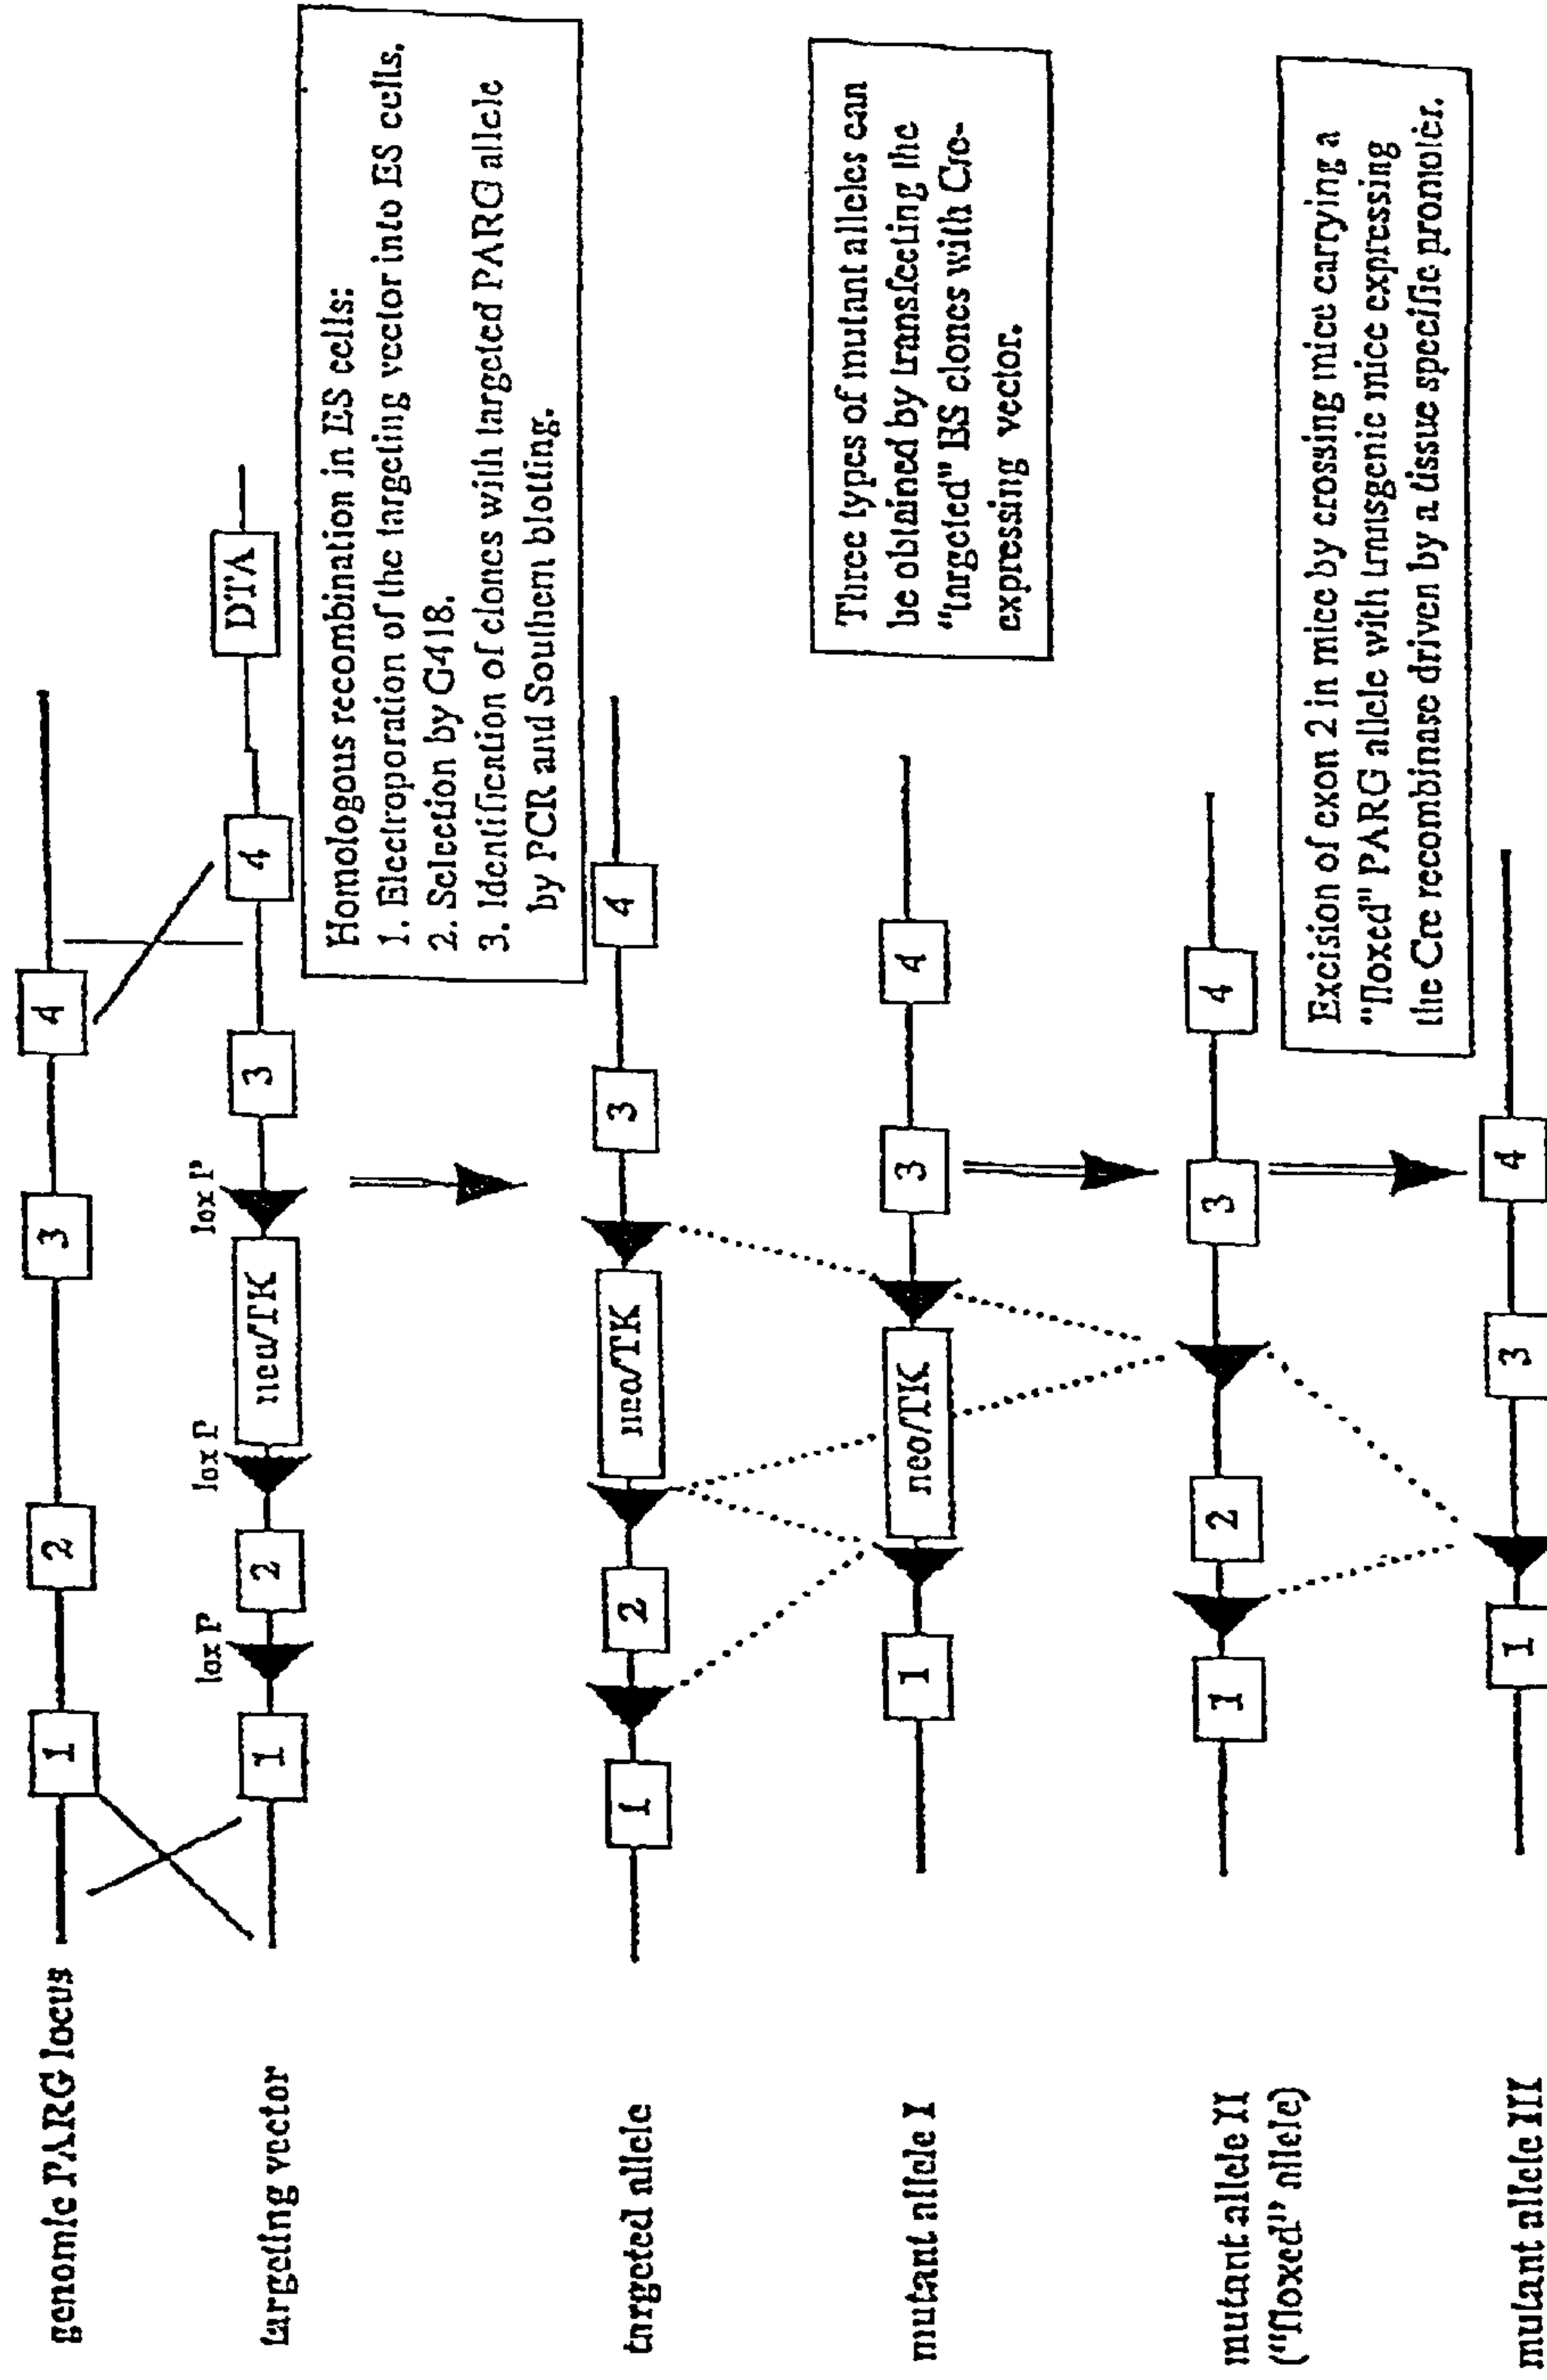 genomic PARG locus
1
2
3
4
targeting vector
1
lox P
2
lox P
neo/TK
lox P
3
4
DTA
Homologous recombination in ES cells:
1. Electroporation of the targeting vector into ES cells.
2. Selection by G418.
3. Identification of clones with targeted PARG allele
by PCR and Southern blotting.
targeted allele
1
2
neo/TK
3
4
Three types of mutant alleles can
be obtained by transfecting the
"targeted" ES clones with Cre-
expressing vector.
mutant allele I
1
neo/TK
3
4
mutant allele II
("floxed" allele)
1
2
3
4
Excision of exon 2 in mice by crossing mice carrying a
"floxed" PARG allele with transgenic mice expressing
the Cre recombinase driven by a tissue specific promoter.
mutant allele III
1
3
4